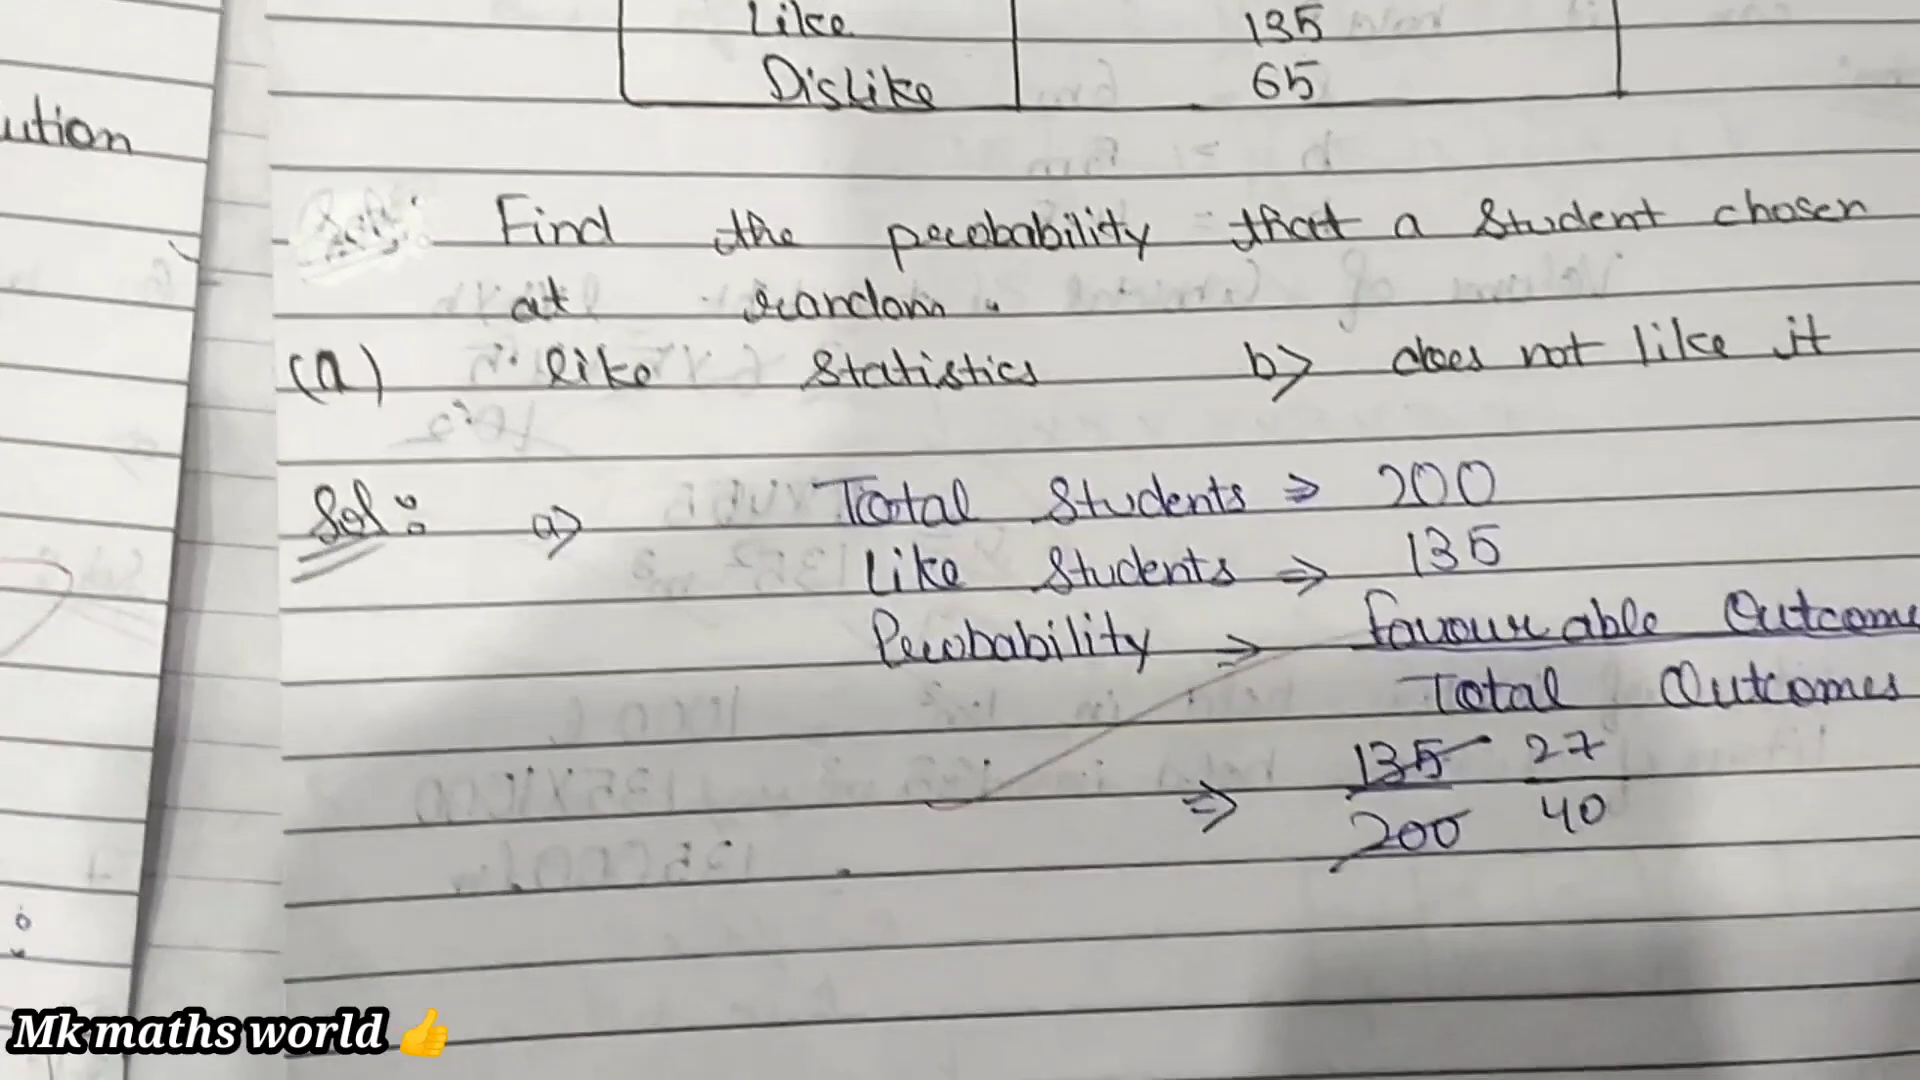 Like 135
Dislike 65
ution
Find the probability that a student chosen
at random.
(a) like statistics b> does not like it
Sol: a> Total Students => 200
Like Students => 135
Probability => favourable Outcome
Total Outcomes
=> 135 27
200 40
Mk maths world 👍